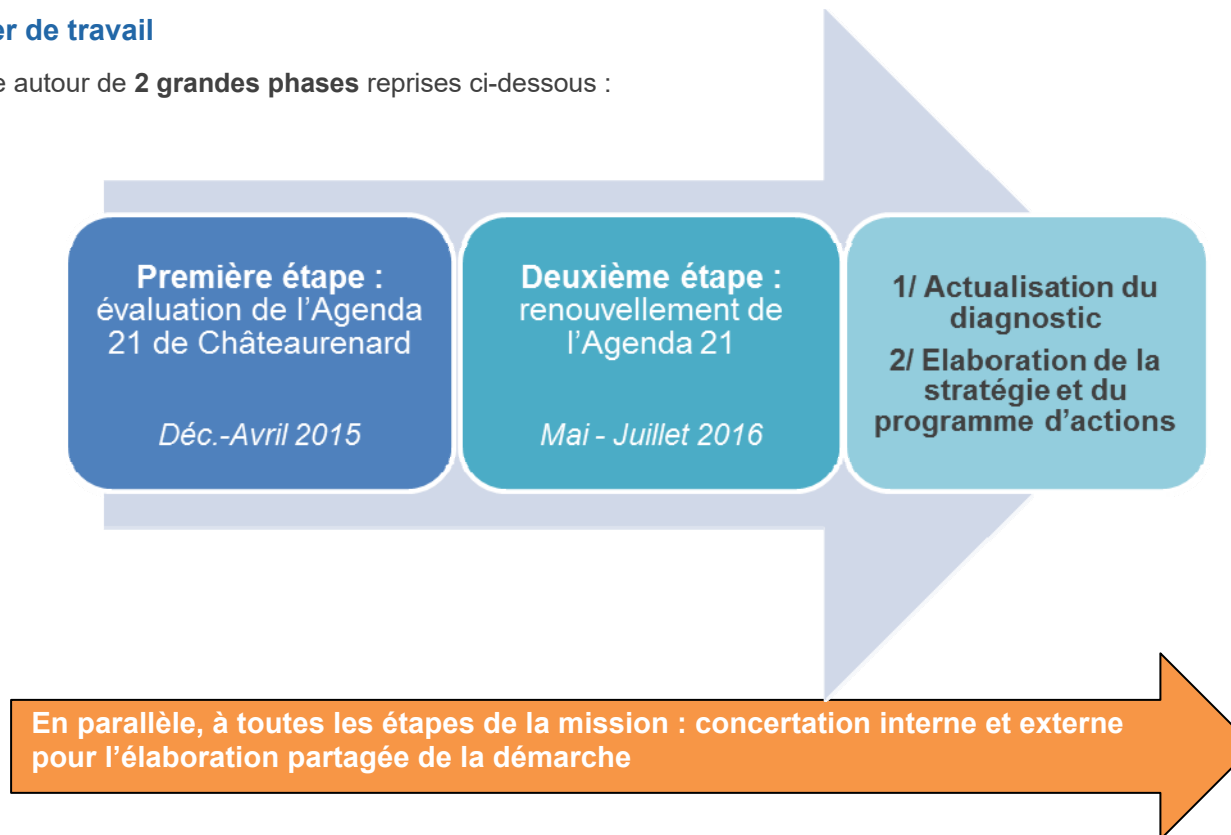 de travail
autour de 2 grandes phases reprises ci-dessous :
Première étape :
évaluation de l’Agenda
21 de Châteaurenard
Déc.-Avril 2015
Deuxième étape :
renouvellement de
l’Agenda 21
Mai - Juillet 2016
1/ Actualisation du
diagnostic
2/ Elaboration de la
stratégie et du
programme d’actions
En parallèle, à toutes les étapes de la mission : concertation interne et externe
pour l’élaboration partagée de la démarche